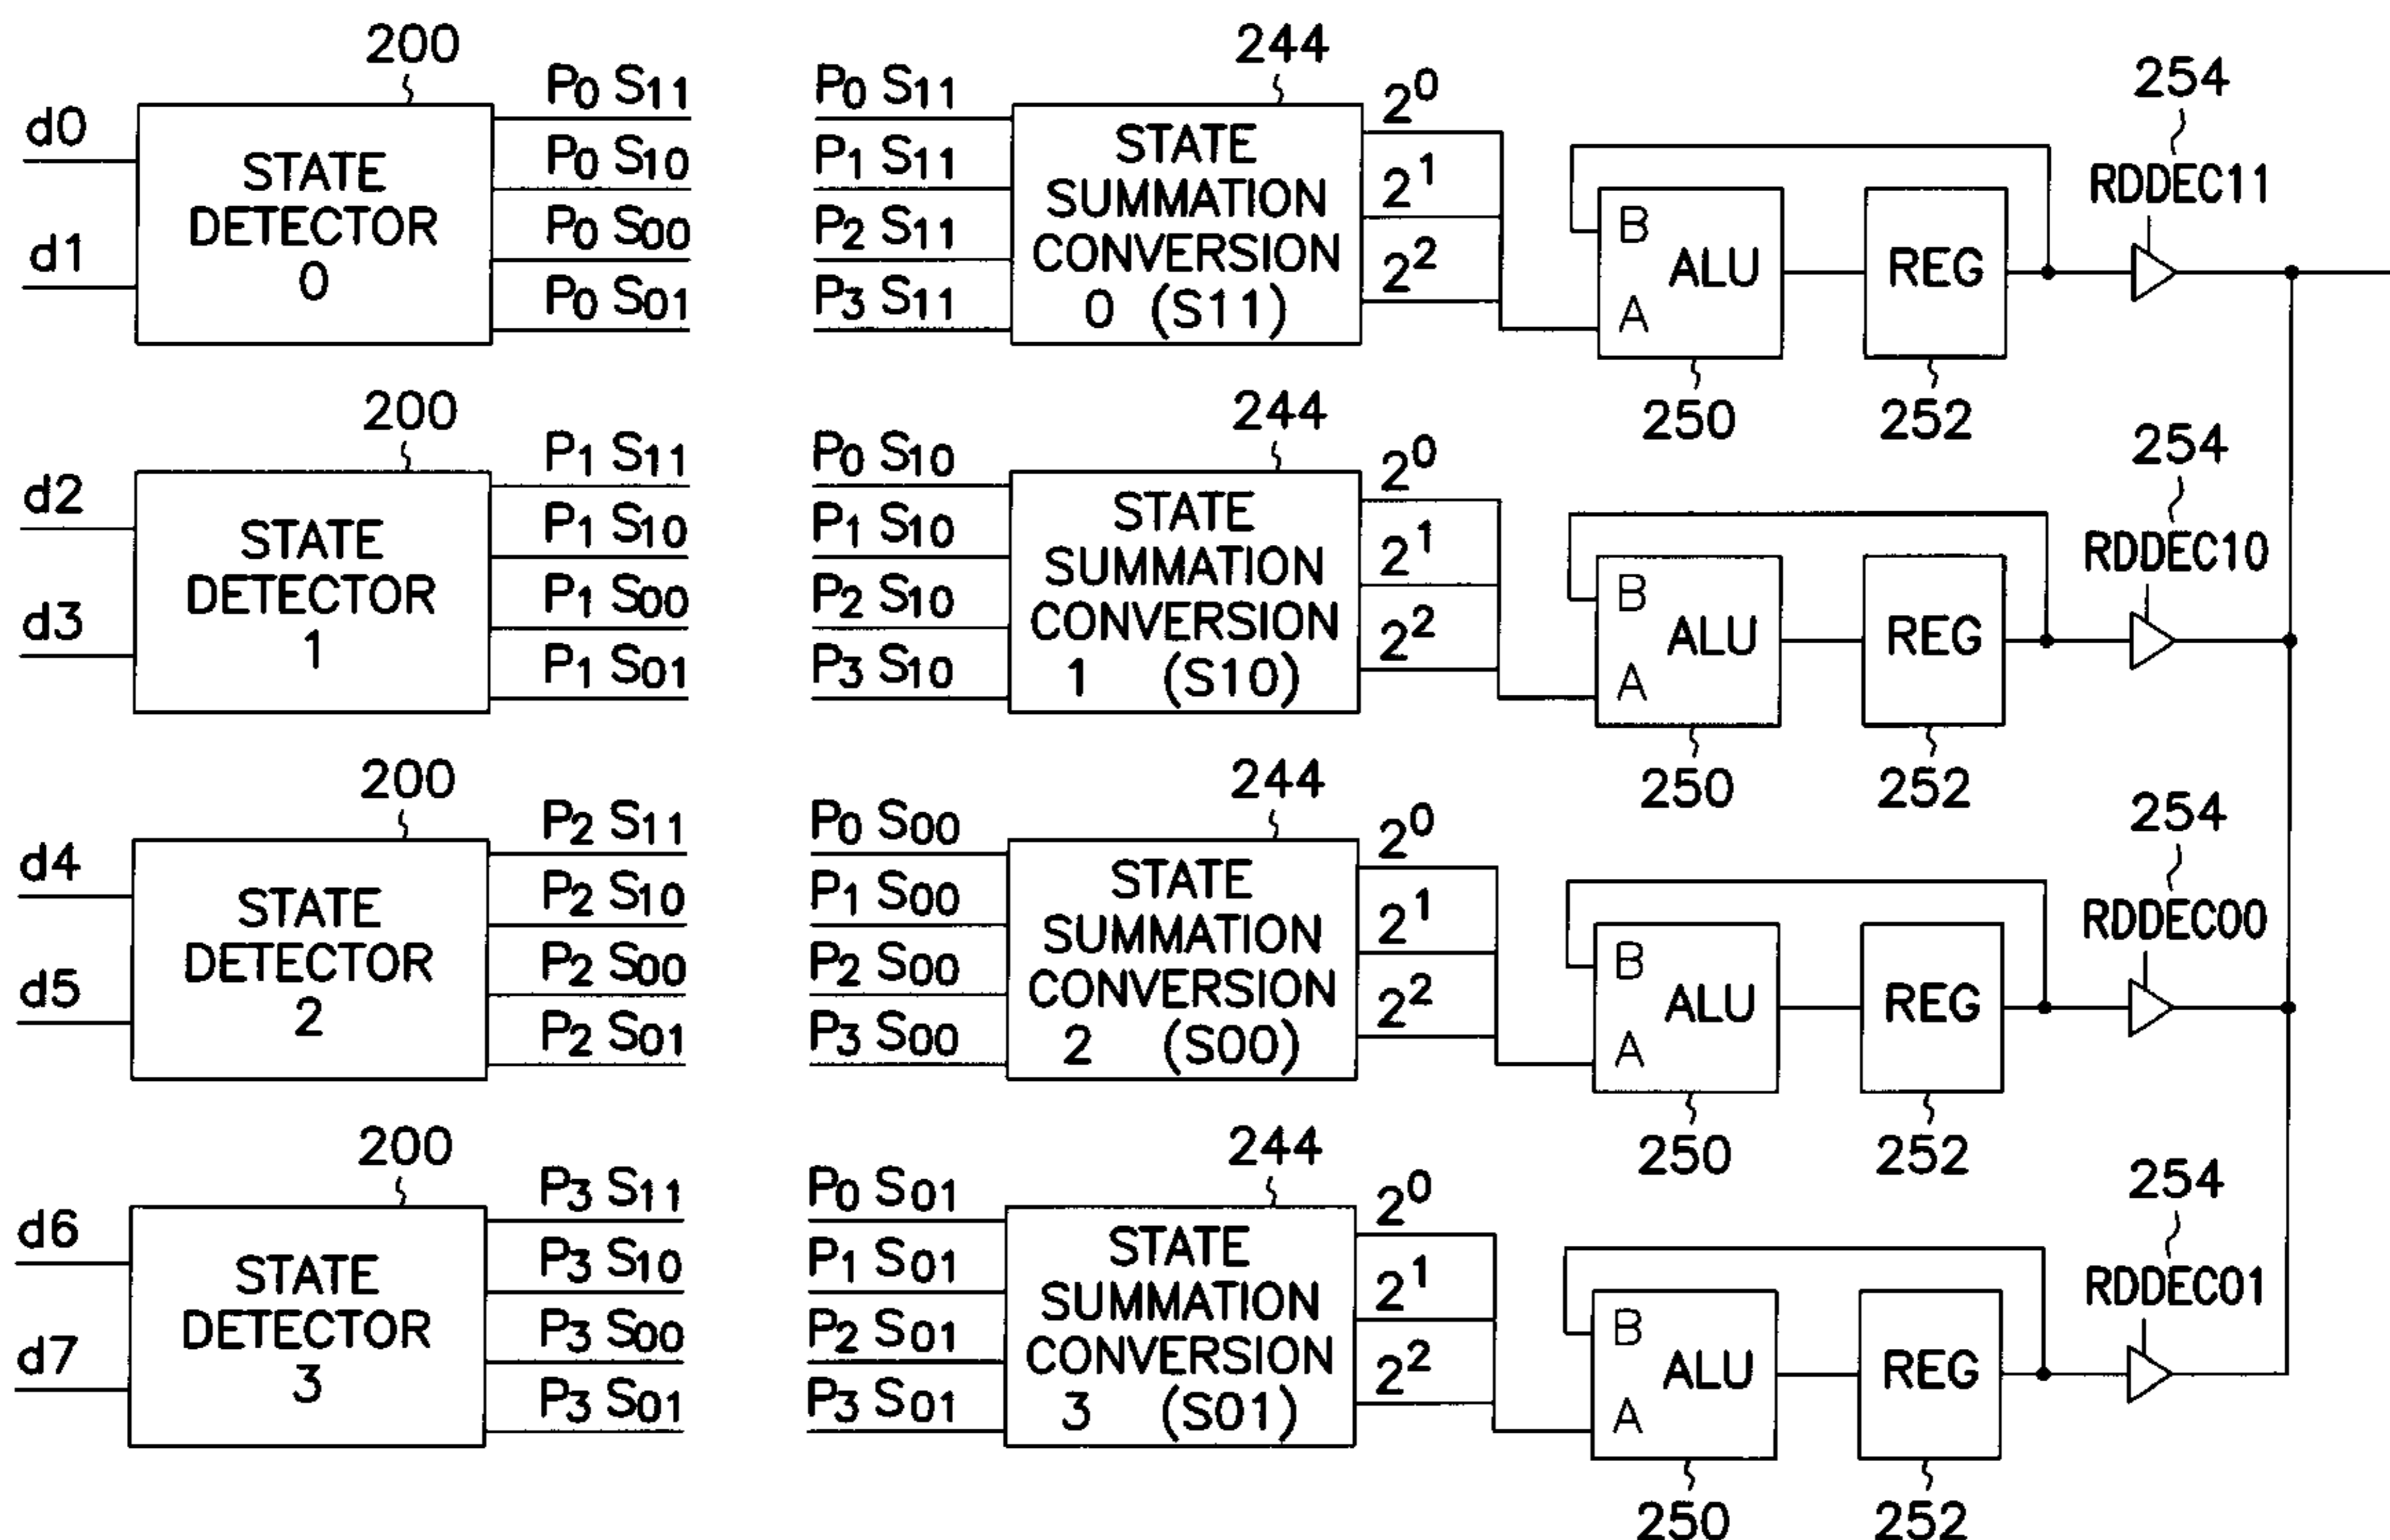 200
d0
d1
STATE
DETECTOR
0
P0 S11
P0 S10
P0 S00
P0 S01
244
P0 S11
P1 S11
P2 S11
P3 S11
STATE
SUMMATION
CONVERSION
0 (S11)
2^0
2^1
2^2
B
A
ALU
250
REG
252
254
RDDEC11
200
d2
d3
STATE
DETECTOR
1
P1 S11
P1 S10
P1 S00
P1 S01
244
P0 S10
P1 S10
P2 S10
P3 S10
STATE
SUMMATION
CONVERSION
1 (S10)
2^0
2^1
2^2
B
A
ALU
250
REG
252
254
RDDEC10
200
d4
d5
STATE
DETECTOR
2
P2 S11
P2 S10
P2 S00
P2 S01
244
P0 S00
P1 S00
P2 S00
P3 S00
STATE
SUMMATION
CONVERSION
2 (S00)
2^0
2^1
2^2
B
A
ALU
250
REG
252
254
RDDEC00
200
d6
d7
STATE
DETECTOR
3
P3 S11
P3 S10
P3 S00
P3 S01
244
P0 S01
P1 S01
P2 S01
P3 S01
STATE
SUMMATION
CONVERSION
3 (S01)
2^0
2^1
2^2
B
A
ALU
250
REG
252
254
RDDEC01